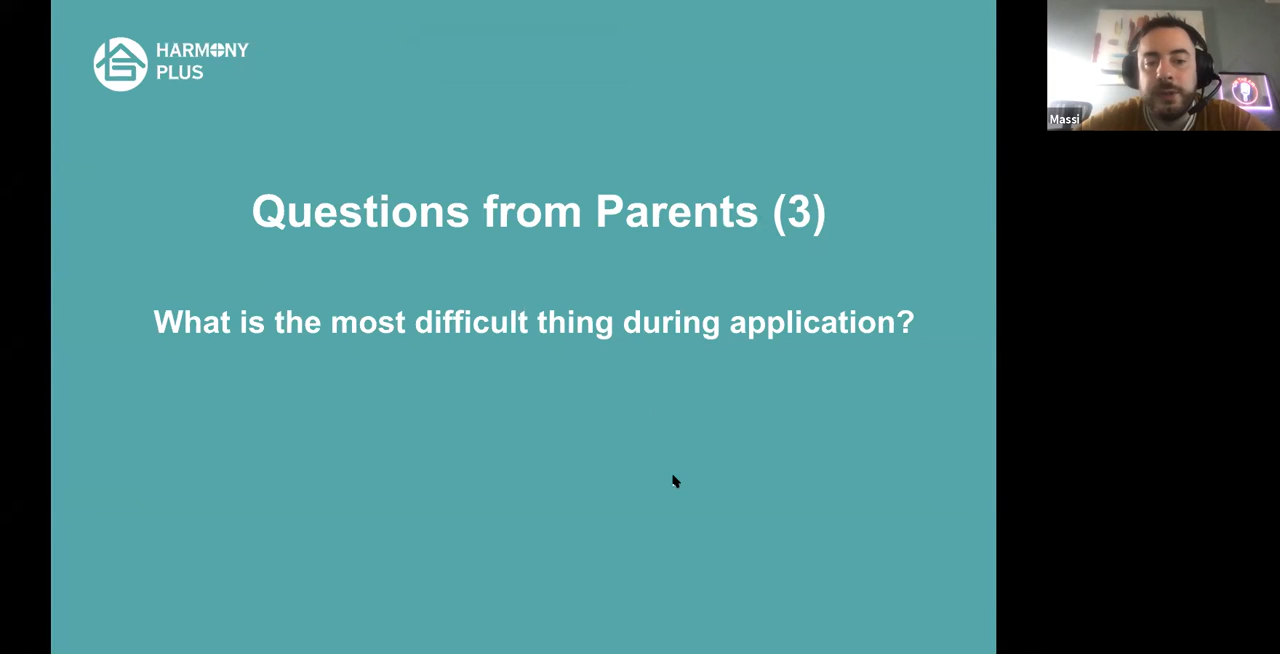 HARMONY
PLUS
Questions from Parents (3)
What is the most difficult thing during application?
Massi